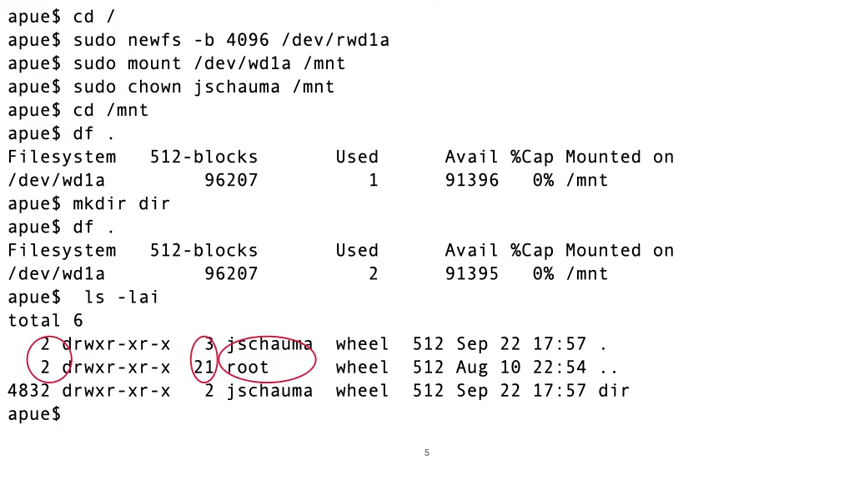 apue$ cd /
apue$ sudo newfs -b 4096 /dev/rwd1a
apue$ sudo mount /dev/wd1a /mnt
apue$ sudo chown jschauma /mnt
apue$ cd /mnt
apue$ df .
Filesystem   512-blocks         Used        Avail %Cap Mounted on
/dev/wd1a           96207            1        91396   0% /mnt
apue$ mkdir dir
apue$ df .
Filesystem   512-blocks         Used        Avail %Cap Mounted on
/dev/wd1a           96207            2        91395   0% /mnt
apue$  ls -lai
total 6
   2 drwxr-xr-x   3 jschauma  wheel  512 Sep 22 17:57 .
   2 drwxr-xr-x  21 root      wheel  512 Aug 10 22:54 ..
4832 drwxr-xr-x   2 jschauma  wheel  512 Sep 22 17:57 dir
apue$
5